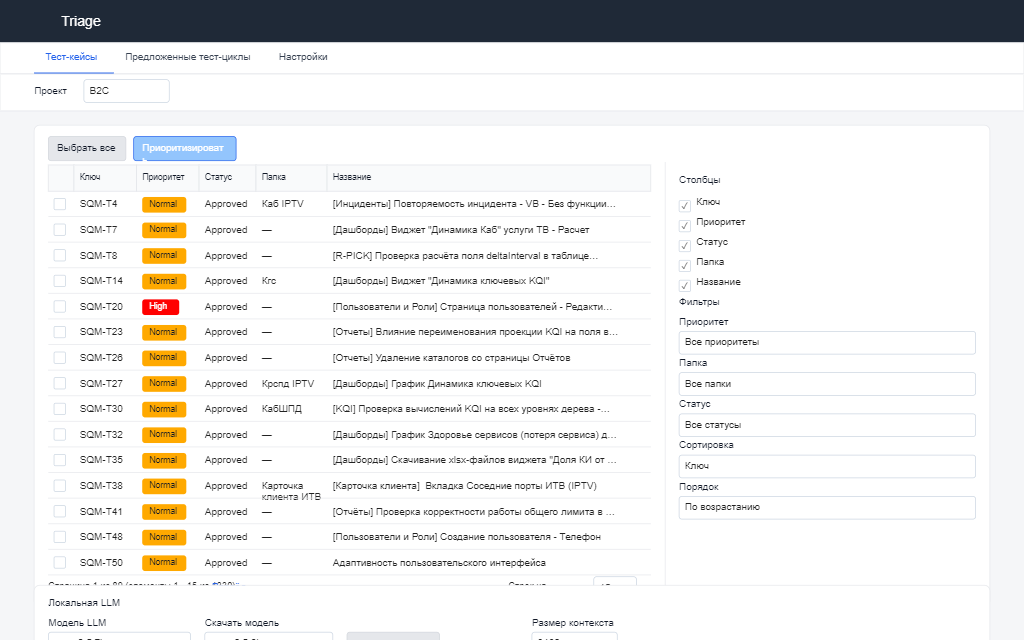 Triage
Тест-кейсы Предложенные тест-циклы Настройки
Проект B2C
Выбрать все Приоритизироват
Ключ Приоритет Статус Папка Название
SQM-T4 Normal Approved Каб IPTV [Инциденты] Повторяемость инцидента - VB - Без функции...
SQM-T7 Normal Approved — [Дашборды] Виджет "Динамика Каб" услуги ТВ - Расчет
SQM-T8 Normal Approved — [R-PICK] Проверка расчёта поля deltaInterval в таблице...
SQM-T14 Normal Approved Кгс [Дашборды] Виджет "Динамика ключевых KQI"
SQM-T20 High Approved — [Пользователи и Роли] Страница пользователей - Редакти...
SQM-T23 Normal Approved — [Отчеты] Влияние переименования проекции KQI на поля в...
SQM-T26 Normal Approved — [Отчеты] Удаление каталогов со страницы Отчётов
SQM-T27 Normal Approved Крспд IPTV [Дашборды] График Динамика ключевых KQI
SQM-T30 Normal Approved КабШПД [KQI] Проверка вычислений KQI на всех уровнях дерева -...
SQM-T32 Normal Approved — [Дашборды] График Здоровье сервисов (потеря сервиса) д...
SQM-T35 Normal Approved — [Дашборды] Скачивание xlsx-файлов виджета "Доля КИ от ...
SQM-T38 Normal Approved Карточка клиента ИТВ [Карточка клиента] Вкладка Соседние порты ИТВ (IPTV)
SQM-T41 Normal Approved — [Отчёты] Проверка корректности работы общего лимита в ...
SQM-T48 Normal Approved — [Пользователи и Роли] Создание пользователя - Телефон
SQM-T50 Normal Approved — Адаптивность пользовательского интерфейса
Столбцы
Ключ
Приоритет
Статус
Папка
Название
Фильтры
Приоритет
Все приоритеты
Папка
Все папки
Статус
Все статусы
Сортировка
Ключ
Порядок
По возрастанию
Локальная LLM
Модель LLM Скачать модель Размер контекста